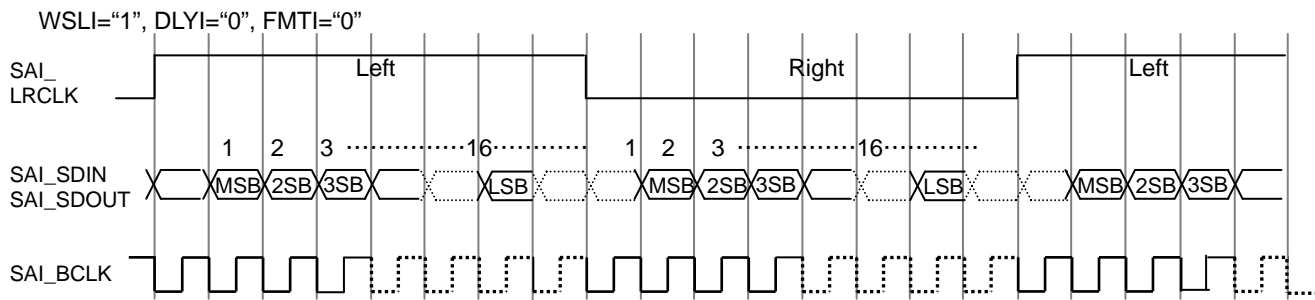 WSLI=“1”, DLYI=“0”, FMTI=“0”
SAI_
LRCLK
Left Right Left
1 2 3 16 1 2 3 16
SAI_SDIN
SAI_SDOUT
MSB 2SB 3SB LSB MSB 2SB 3SB LSB MSB 2SB 3SB
SAI_BCLK